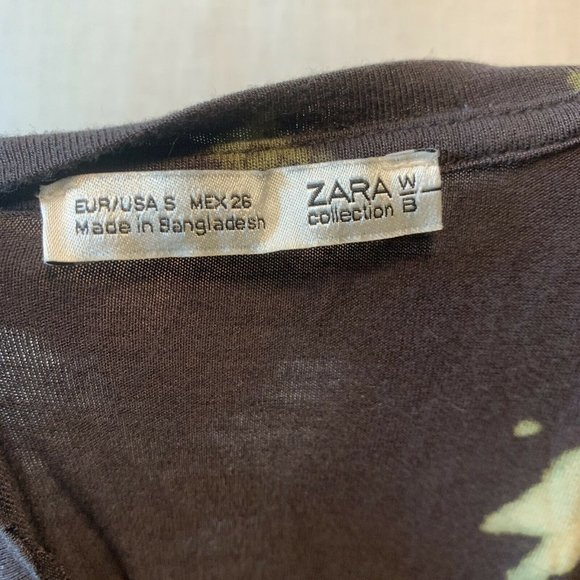 EUR/USA S MEX 26
Made in Bangladesh
ZARA W/B
collection